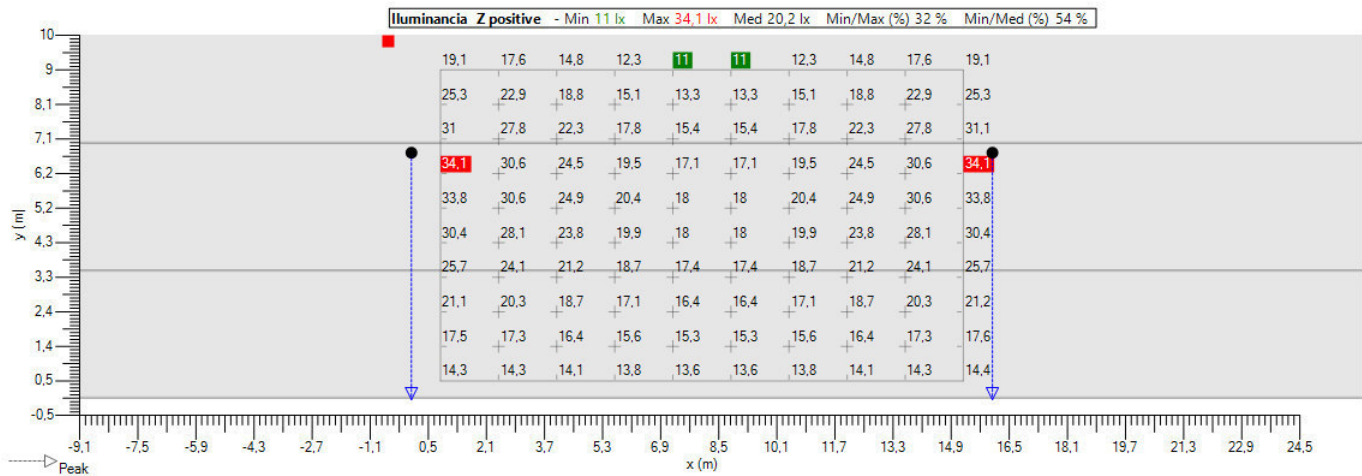 Iluminancia Z positive - Min 11 lx Max 34,1 lx Med 20,2 lx Min/Max (%) 32 % Min/Med (%) 54 %
10
19,1 17,6 14,8 12,3 11 11 12,3 14,8 17,6 19,1
9
25,3 22,9 18,8 15,1 13,3 13,3 15,1 18,8 22,9 25,3
8,1
31 27,8 22,3 17,8 15,4 15,4 17,8 22,3 27,8 31,1
7,1
34,1 30,6 24,5 19,5 17,1 17,1 19,5 24,5 30,6 34,1
6,2
33,8 30,6 24,9 20,4 18 18 20,4 24,9 30,6 33,8
5,2
30,4 28,1 23,8 19,9 18 18 19,9 23,8 28,1 30,4
4,3
25,7 24,1 21,2 18,7 17,4 17,4 18,7 21,2 24,1 25,7
3,3
21,1 20,3 18,7 17,1 16,4 16,4 17,1 18,7 20,3 21,2
2,4
17,5 17,3 16,4 15,6 15,3 15,3 15,6 16,4 17,3 17,6
1,4
14,3 14,3 14,1 13,8 13,6 13,6 13,8 14,1 14,3 14,4
0,5
-0,5
y (m)
-9,1 -7,5 -5,9 -4,3 -2,7 -1,1 0,5 2,1 3,7 5,3 6,9 8,5 10,1 11,7 13,3 14,9 16,5 18,1 19,7 21,3 22,9 24,5
x (m)
Peak